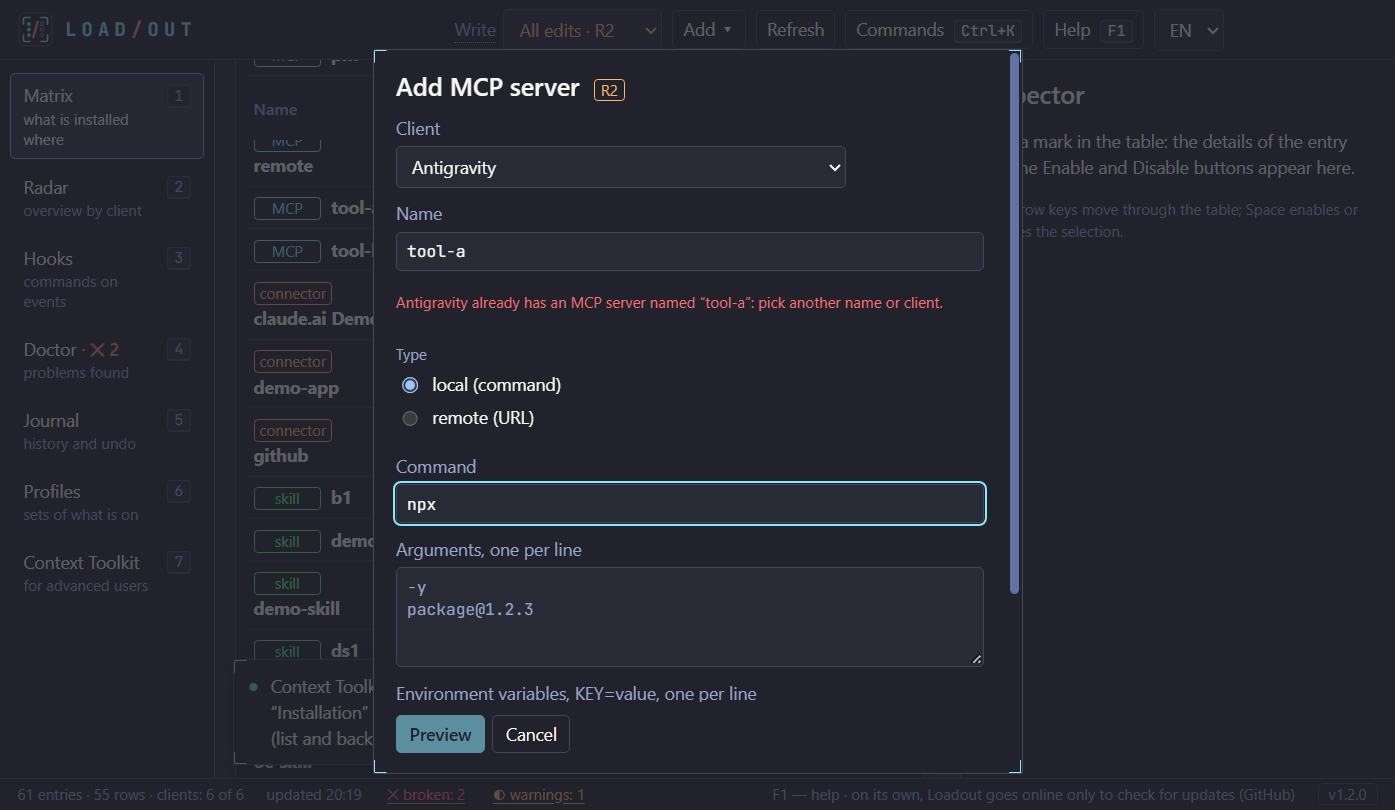 LOAD/OUT
Write
All edits · R2
Add
Refresh
Commands Ctrl+K
Help F1
EN
Matrix 1
what is installed
where
Radar 2
overview by client
Hooks 3
commands on
events
Doctor · 2 4
problems found
Journal 5
history and undo
Profiles 6
sets of what is on
Context Toolkit 7
for advanced users
Name
MCP
remote
MCP
MCP
connector
claude.ai
connector
demo-app
connector
github
skill b1
skill demo
skill
demo-skill
skill ds1
Context
“Installation”
(list and back
Add MCP server R2
Client
Antigravity
Name
tool-a
Antigravity already has an MCP server named “tool-a”: pick another name or client.
Type
local (command)
remote (URL)
Command
npx
Arguments, one per line
-y
package@1.2.3
Environment variables, KEY=value, one per line
Preview
Cancel
a mark in the table: the details of the entry
Enable and Disable buttons appear here.
keys move through the table; Space enables or
the selection.
61 entries · 55 rows · clients: 6 of 6
updated 20:19
broken: 2
warnings: 1
F1 — help · on its own, Loadout goes online only to check for updates (GitHub)
v1.2.0